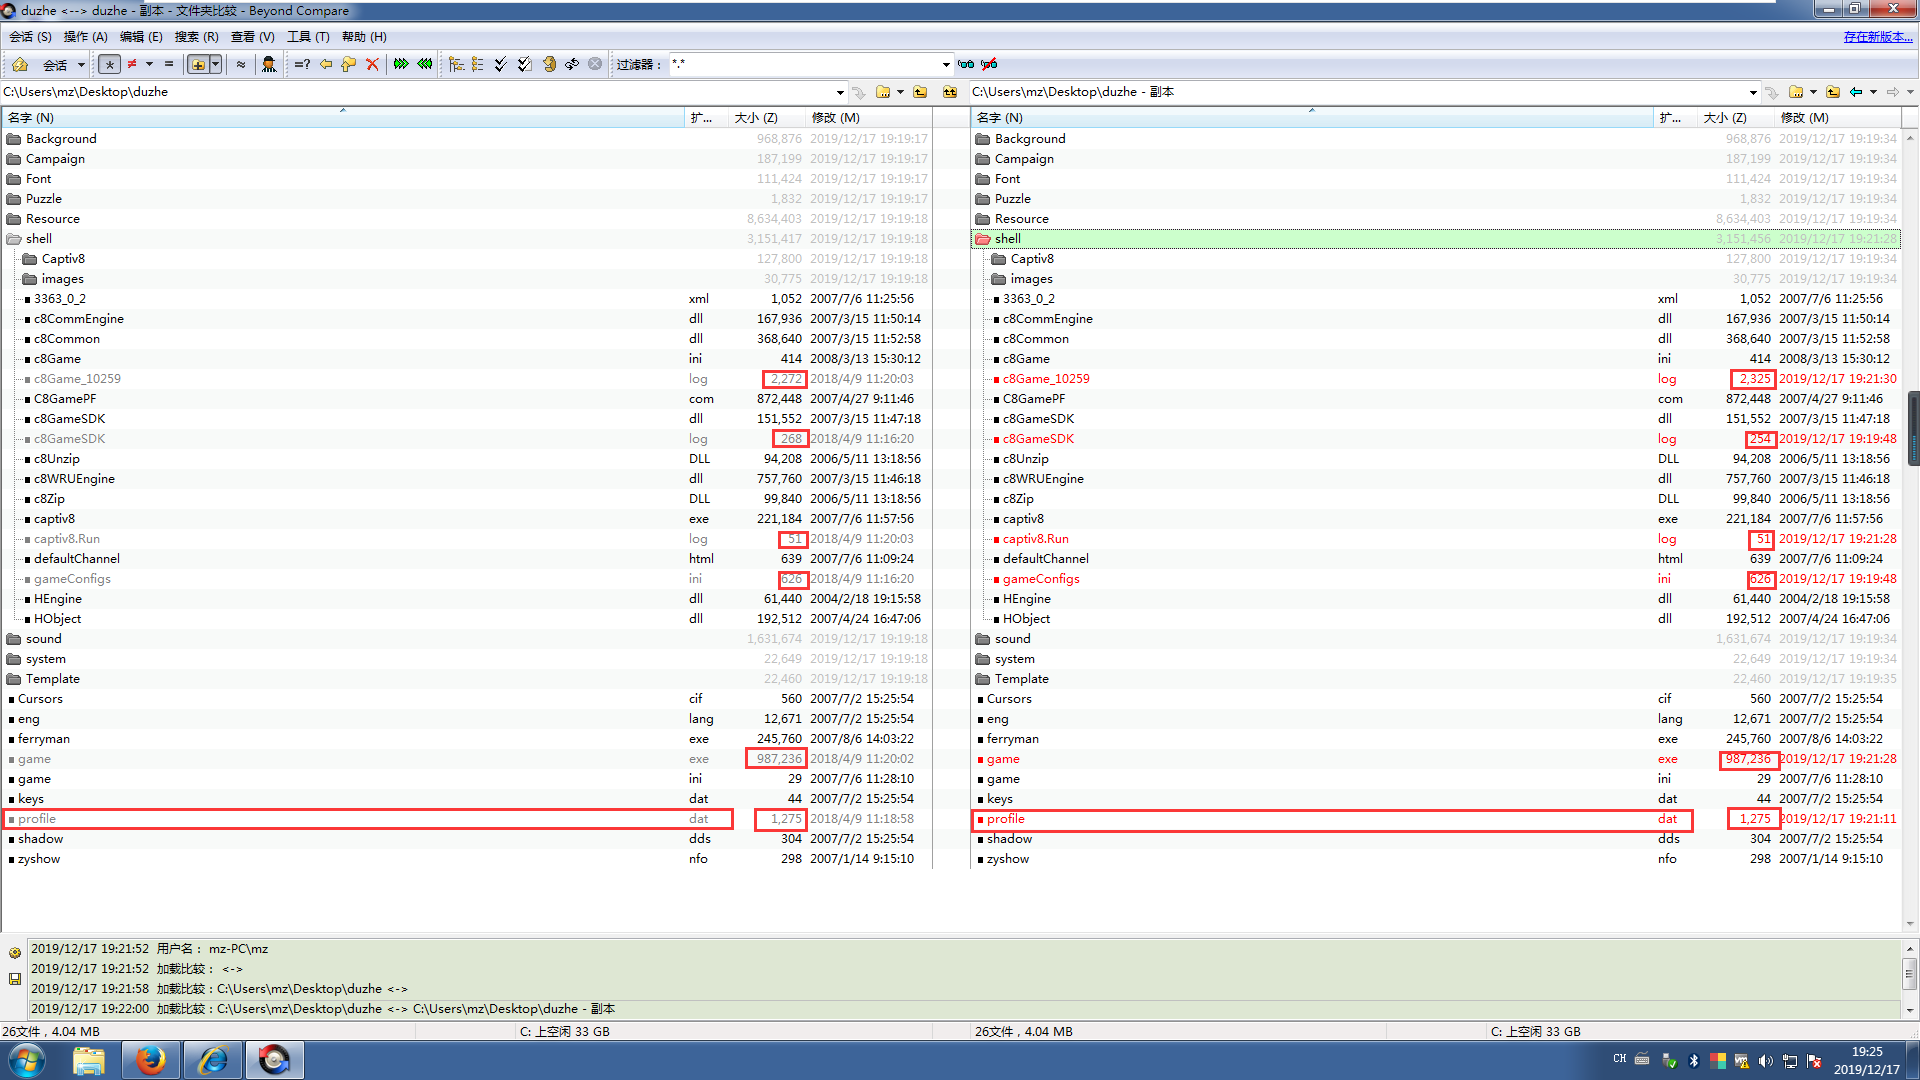 duzhe <--> duzhe - 副本 - 文件夹比较 - Beyond Compare
会话 (S) 操作 (A) 编辑 (E) 搜索 (R) 查看 (V) 工具 (T) 帮助 (H) 存在新版本...
会话 过滤器： *.*
C:\Users\mz\Desktop\duzhe C:\Users\mz\Desktop\duzhe - 副本
名字 (N) 扩... 大小 (Z) 修改 (M) 名字 (N) 扩... 大小 (Z) 修改 (M)
Background 968,876 2019/12/17 19:19:17 Background 968,876 2019/12/17 19:19:34
Campaign 187,199 2019/12/17 19:19:17 Campaign 187,199 2019/12/17 19:19:34
Font 111,424 2019/12/17 19:19:17 Font 111,424 2019/12/17 19:19:34
Puzzle 1,832 2019/12/17 19:19:17 Puzzle 1,832 2019/12/17 19:19:34
Resource 8,634,403 2019/12/17 19:19:18 Resource 8,634,403 2019/12/17 19:19:34
shell 3,151,417 2019/12/17 19:19:18 shell 3,151,456 2019/12/17 19:21:28
Captiv8 127,800 2019/12/17 19:19:18 Captiv8 127,800 2019/12/17 19:19:34
images 30,775 2019/12/17 19:19:18 images 30,775 2019/12/17 19:19:34
3363_0_2 xml 1,052 2007/7/6 11:25:56 3363_0_2 xml 1,052 2007/7/6 11:25:56
c8CommEngine dll 167,936 2007/3/15 11:50:14 c8CommEngine dll 167,936 2007/3/15 11:50:14
c8Common dll 368,640 2007/3/15 11:52:58 c8Common dll 368,640 2007/3/15 11:52:58
c8Game ini 414 2008/3/13 15:30:12 c8Game ini 414 2008/3/13 15:30:12
c8Game_10259 log 2,272 2018/4/9 11:20:03 c8Game_10259 log 2,325 2019/12/17 19:21:30
C8GamePF com 872,448 2007/4/27 9:11:46 C8GamePF com 872,448 2007/4/27 9:11:46
c8GameSDK dll 151,552 2007/3/15 11:47:18 c8GameSDK dll 151,552 2007/3/15 11:47:18
c8GameSDK log 268 2018/4/9 11:16:20 c8GameSDK log 254 2019/12/17 19:19:48
c8Unzip DLL 94,208 2006/5/11 13:18:56 c8Unzip DLL 94,208 2006/5/11 13:18:56
c8WRUEngine dll 757,760 2007/3/15 11:46:18 c8WRUEngine dll 757,760 2007/3/15 11:46:18
c8Zip DLL 99,840 2006/5/11 13:18:56 c8Zip DLL 99,840 2006/5/11 13:18:56
captiv8 exe 221,184 2007/7/6 11:57:56 captiv8 exe 221,184 2007/7/6 11:57:56
captiv8.Run log 51 2018/4/9 11:20:03 captiv8.Run log 51 2019/12/17 19:21:28
defaultChannel html 639 2007/7/6 11:09:24 defaultChannel html 639 2007/7/6 11:09:24
gameConfigs ini 626 2018/4/9 11:16:20 gameConfigs ini 626 2019/12/17 19:19:48
HEngine dll 61,440 2004/2/18 19:15:58 HEngine dll 61,440 2004/2/18 19:15:58
HObject dll 192,512 2007/4/24 16:47:06 HObject dll 192,512 2007/4/24 16:47:06
sound 1,631,674 2019/12/17 19:19:18 sound 1,631,674 2019/12/17 19:19:34
system 22,649 2019/12/17 19:19:18 system 22,649 2019/12/17 19:19:34
Template 22,460 2019/12/17 19:19:18 Template 22,460 2019/12/17 19:19:35
Cursors cif 560 2007/7/2 15:25:54 Cursors cif 560 2007/7/2 15:25:54
eng lang 12,671 2007/7/2 15:25:54 eng lang 12,671 2007/7/2 15:25:54
ferryman exe 245,760 2007/8/6 14:03:22 ferryman exe 245,760 2007/8/6 14:03:22
game exe 987,236 2018/4/9 11:20:02 game exe 987,236 2019/12/17 19:21:28
game ini 29 2007/7/6 11:28:10 game ini 29 2007/7/6 11:28:10
keys dat 44 2007/7/2 15:25:54 keys dat 44 2007/7/2 15:25:54
profile dat 1,275 2018/4/9 11:18:58 profile dat 1,275 2019/12/17 19:21:11
shadow dds 304 2007/7/2 15:25:54 shadow dds 304 2007/7/2 15:25:54
zyshow nfo 298 2007/1/14 9:15:10 zyshow nfo 298 2007/1/14 9:15:10
2019/12/17 19:21:52 用户名： mz-PC\mz
2019/12/17 19:21:52 加载比较： <->
2019/12/17 19:21:58 加载比较：C:\Users\mz\Desktop\duzhe <->
2019/12/17 19:22:00 加载比较：C:\Users\mz\Desktop\duzhe <-> C:\Users\mz\Desktop\duzhe - 副本
26文件，4.04 MB C: 上空闲 33 GB 26文件，4.04 MB C: 上空闲 33 GB
CH 19:25
2019/12/17